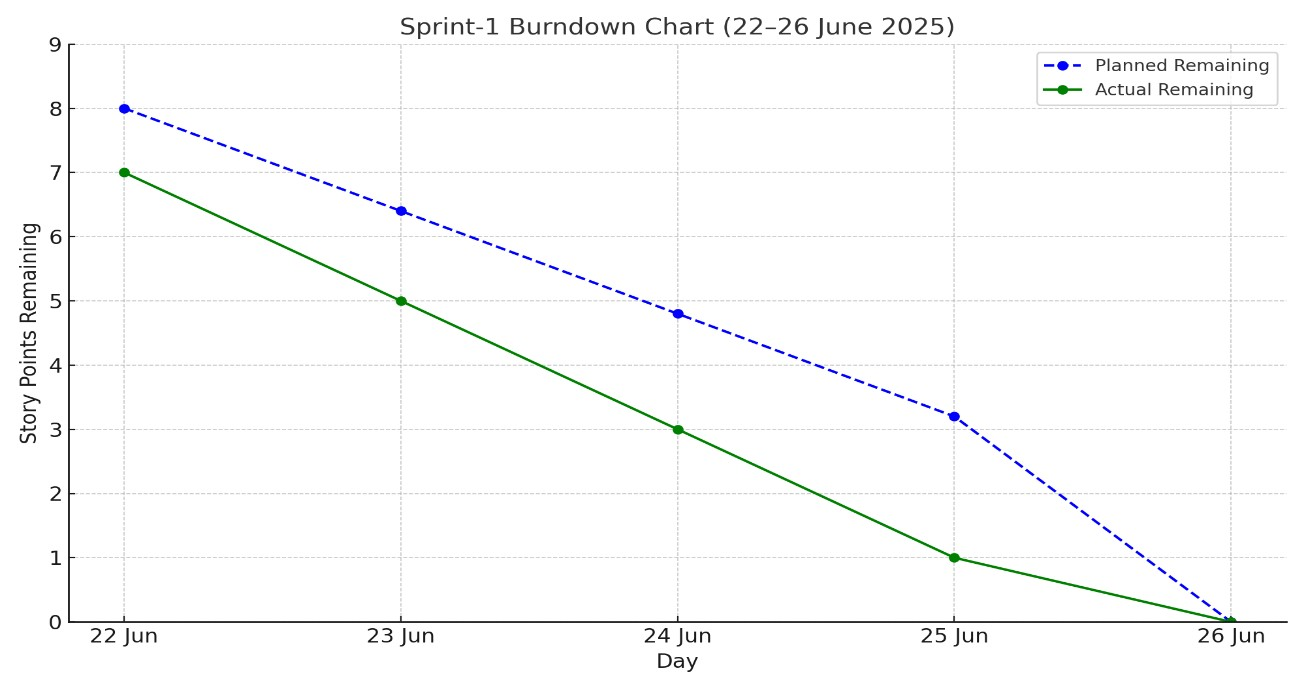 Sprint-1 Burndown Chart (22–26 June 2025)
Planned Remaining
Actual Remaining
Story Points Remaining
9
8
7
6
5
4
3
2
1
0
22 Jun 23 Jun 24 Jun 25 Jun 26 Jun
Day